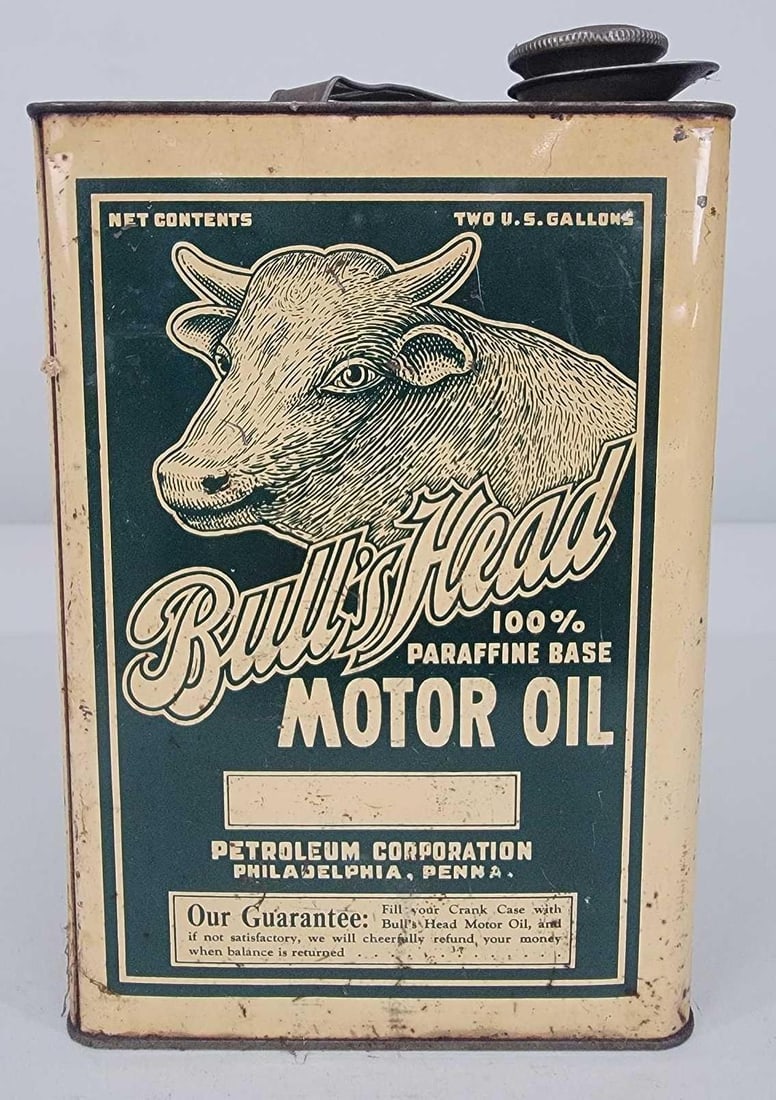 NET CONTENTS TWO U.S. GALLONS
Bull's Head
100%
PARAFFINE BASE
MOTOR OIL
PETROLEUM CORPORATION
PHILADELPHIA, PENNA.
Our Guarantee: Fill your Crank Case with
Bull's Head Motor Oil, and
if not satisfactory, we will cheerfully refund your money
when balance is returned . . . . . . . . . . . . . . . . . . . .